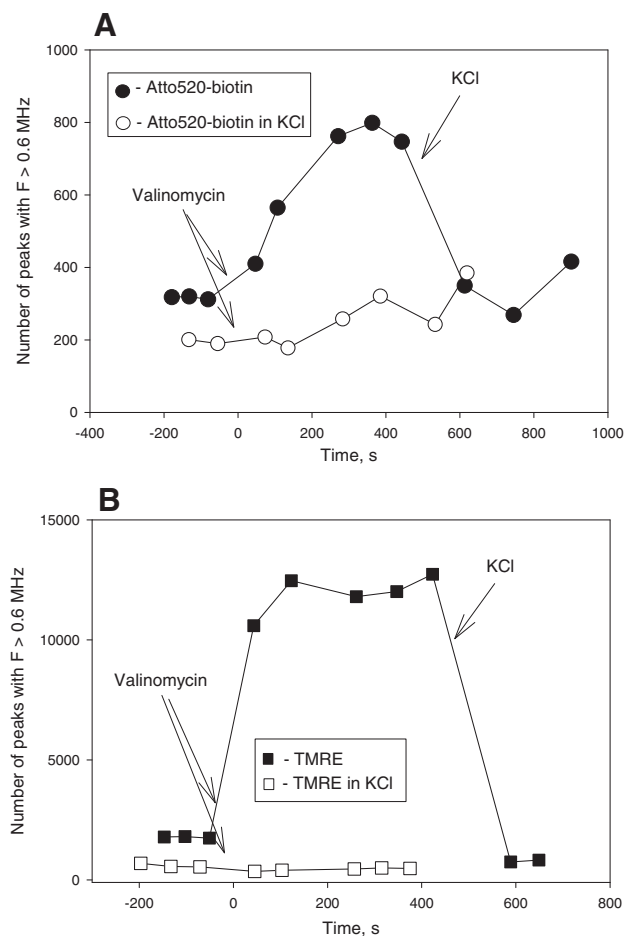 A
Number of peaks with F > 0.6 MHz
1000
800
600
400
200
0
- Atto520-biotin
- Atto520-biotin in KCl
KCl
Valinomycin
-400 -200 0 200 400 600 800 1000
Time, s
B
Number of peaks with F > 0.6 MHz
15000
10000
5000
0
KCl
Valinomycin
- TMRE
- TMRE in KCl
-200 0 200 400 600 800
Time, s